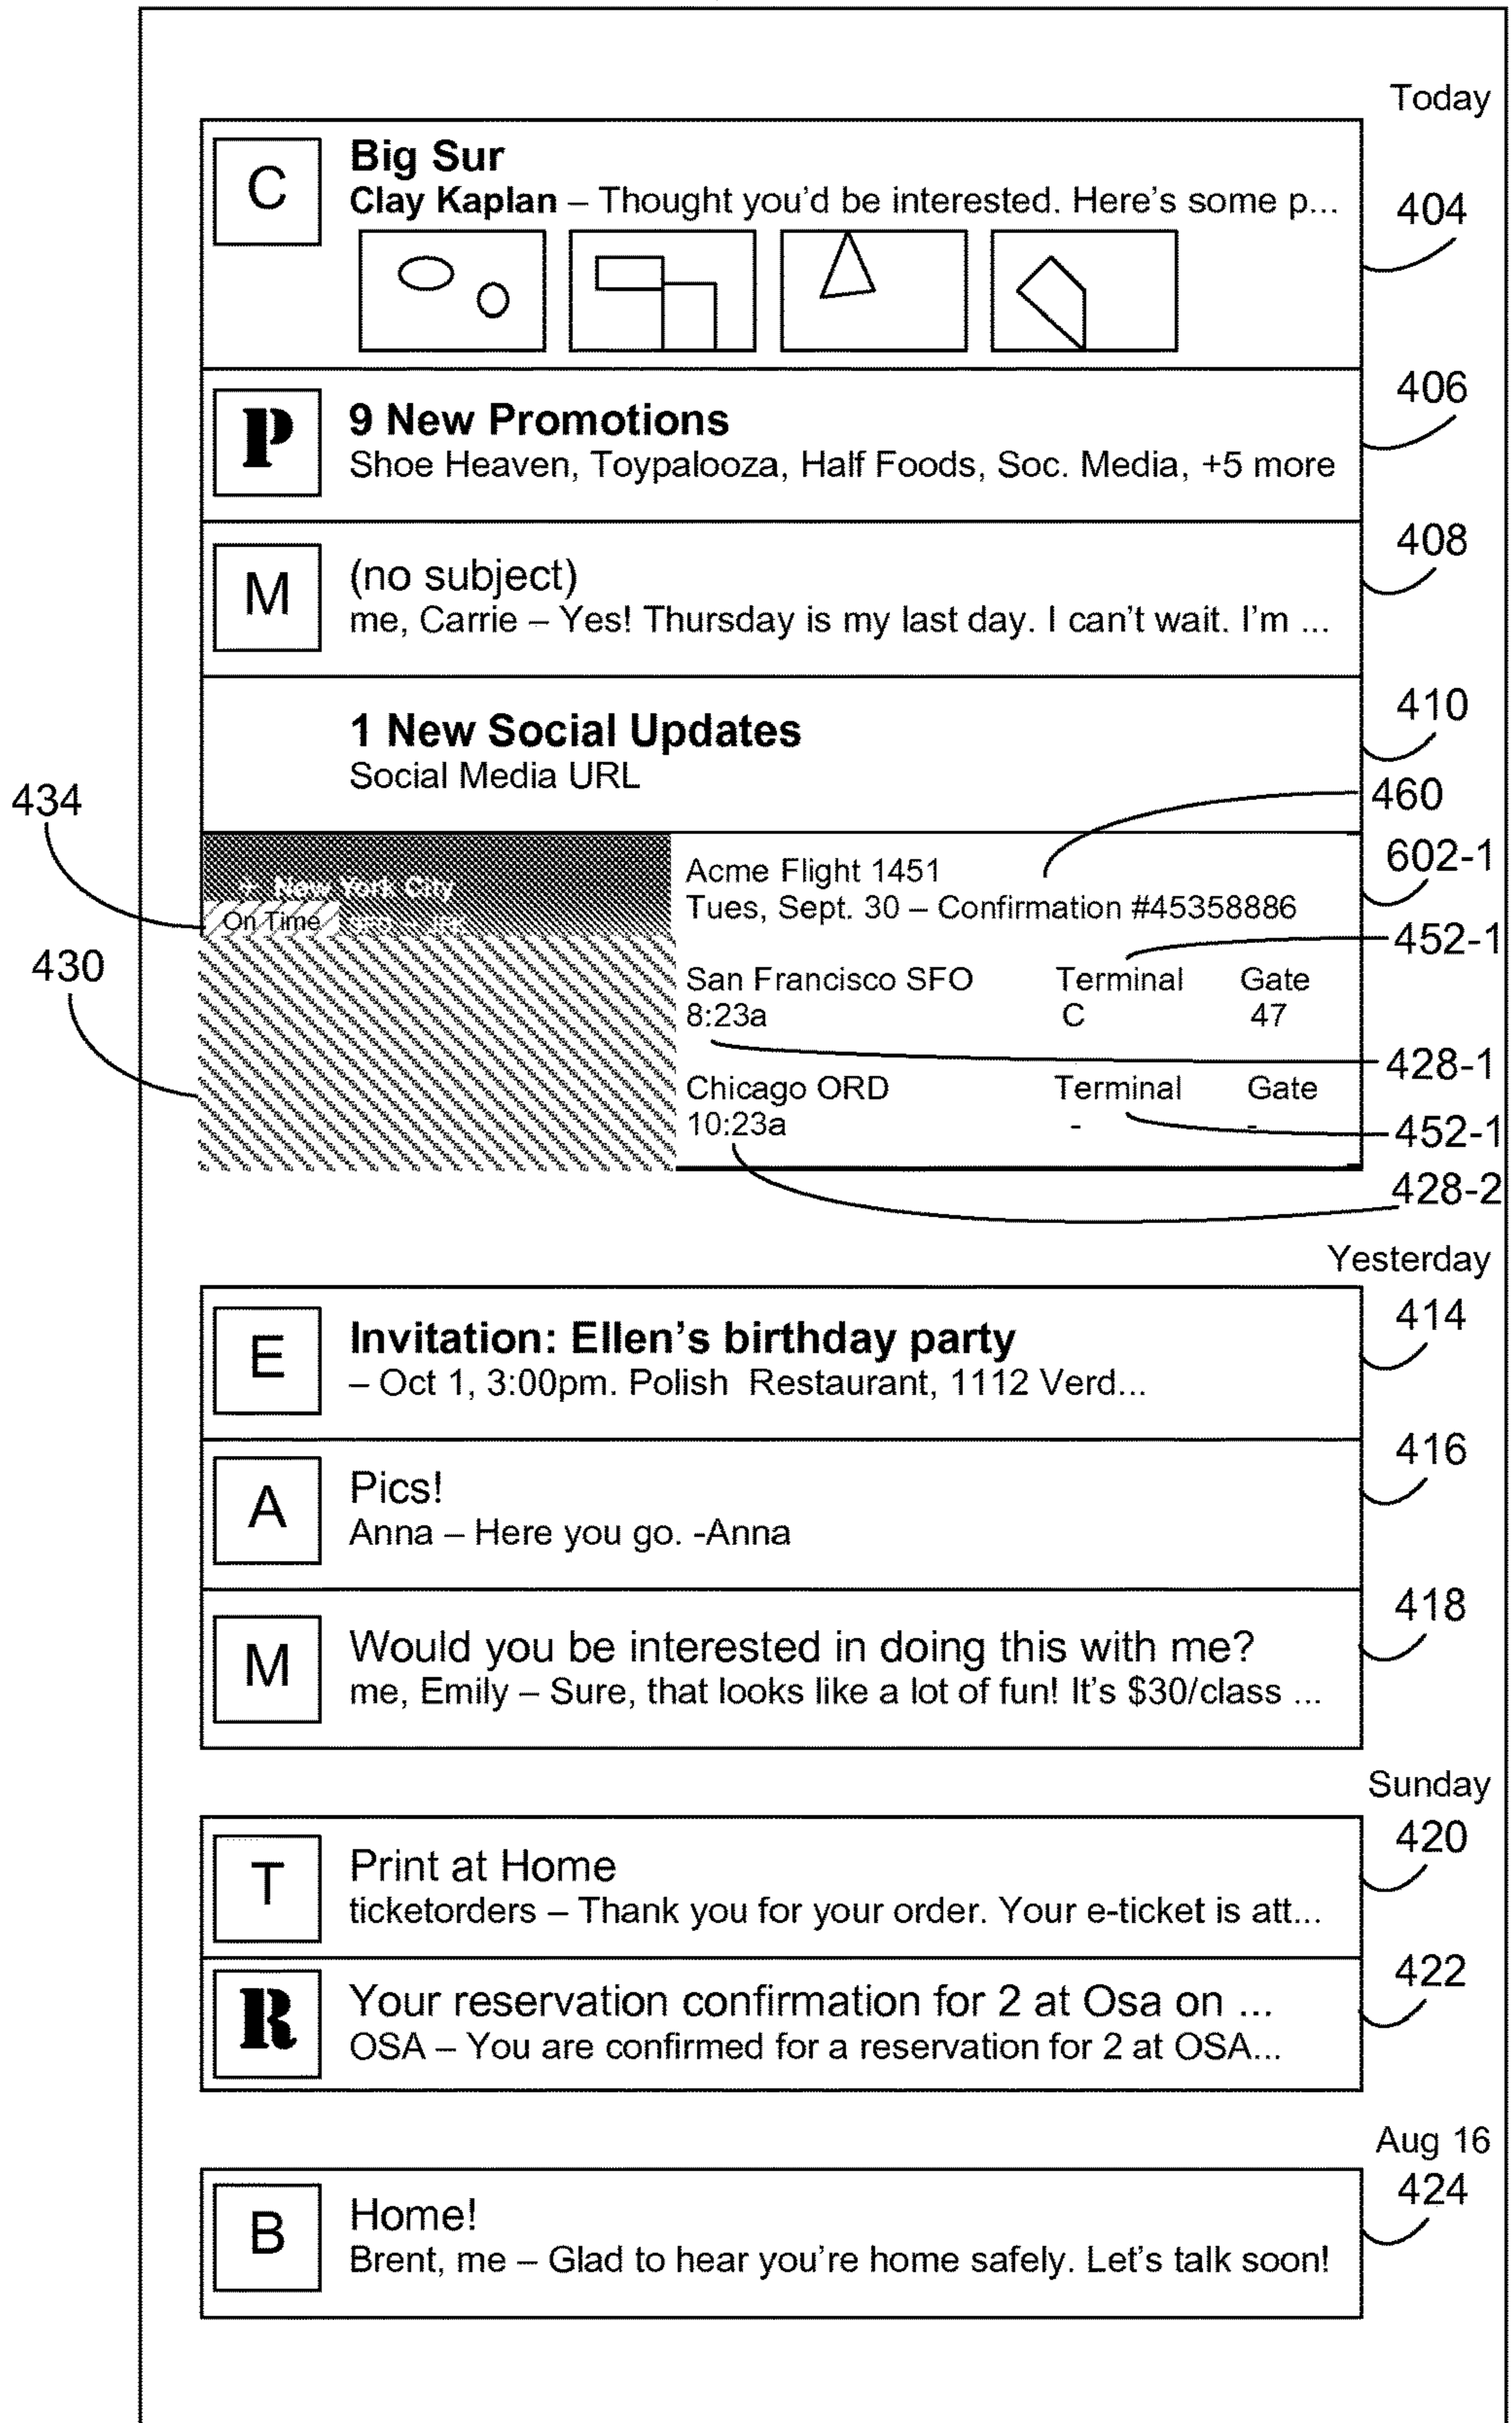 Today
C
Big Sur
Clay Kaplan – Thought you'd be interested. Here's some p...
404
406
P
9 New Promotions
Shoe Heaven, Toypalooza, Half Foods, Soc. Media, +5 more
408
M
(no subject)
me, Carrie – Yes! Thursday is my last day. I can't wait. I'm ...
410
1 New Social Updates
Social Media URL
460
434
602-1
Acme Flight 1451
New York City
Tues, Sept. 30 – Confirmation #45358886
On Time
452-1
430
San Francisco SFO Terminal Gate
8:23a C 47
428-1
Chicago ORD Terminal Gate
10:23a - -
452-1
428-2
Yesterday
414
E
Invitation: Ellen's birthday party
– Oct 1, 3:00pm. Polish Restaurant, 1112 Verd...
416
A
Pics!
Anna – Here you go. -Anna
418
M
Would you be interested in doing this with me?
me, Emily – Sure, that looks like a lot of fun! It's $30/class ...
Sunday
420
T
Print at Home
ticketorders – Thank you for your order. Your e-ticket is att...
422
R
Your reservation confirmation for 2 at Osa on ...
OSA – You are confirmed for a reservation for 2 at OSA...
Aug 16
424
B
Home!
Brent, me – Glad to hear you're home safely. Let's talk soon!